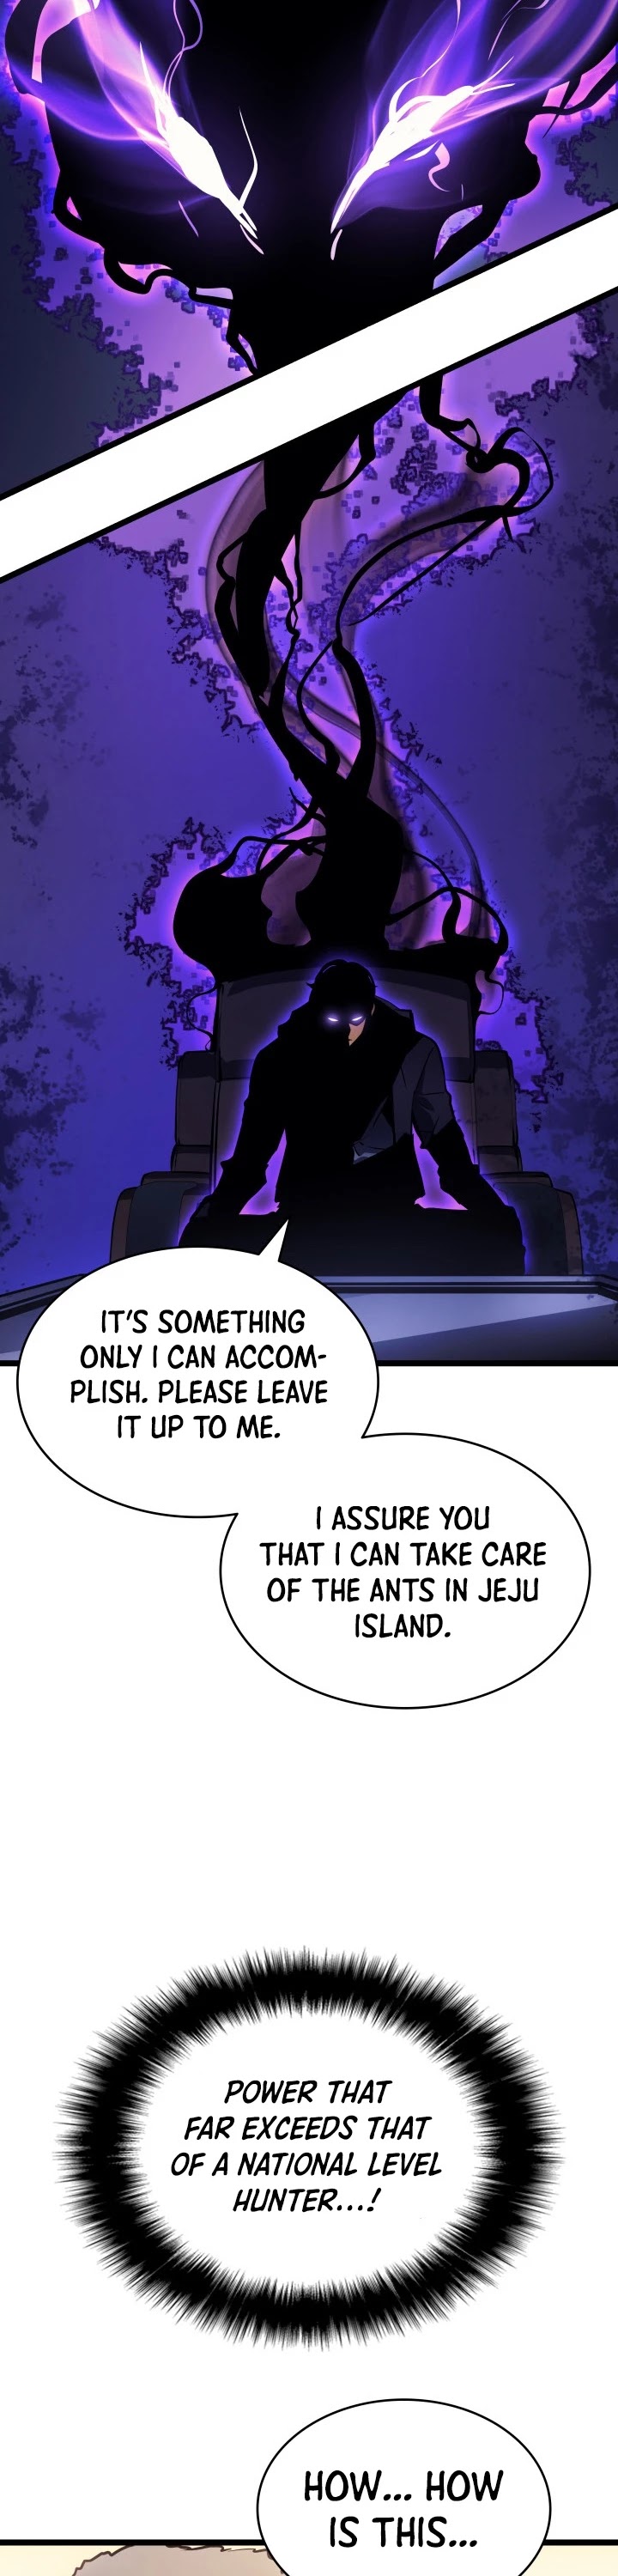 IT'S SOMETHING
ONLY I CAN ACCOM-
PLISH. PLEASE LEAVE
IT UP TO ME.
I ASSURE YOU
THAT I CAN TAKE CARE
OF THE ANTS IN JEJU
ISLAND.
POWER THAT
FAR EXCEEDS THAT
OF A NATIONAL LEVEL
HUNTER...!
HOW... HOW
IS THIS...